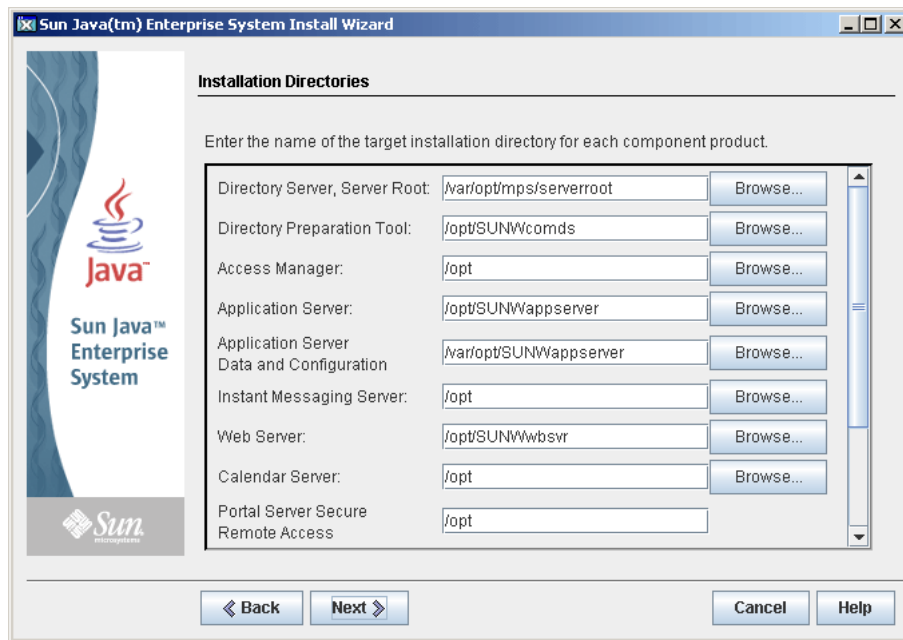 Sun Java(tm) Enterprise System Install Wizard
Installation Directories
Enter the name of the target installation directory for each component product.
Directory Server, Server Root: /var/opt/mps/serverroot Browse...
Directory Preparation Tool: /opt/SUNWcomds Browse...
Access Manager: /opt Browse...
Application Server: /opt/SUNWappserver Browse...
Application Server
Data and Configuration /var/opt/SUNWappserver Browse...
Instant Messaging Server: /opt Browse...
Web Server: /opt/SUNWwbsvr Browse...
Calendar Server: /opt Browse...
Portal Server Secure
Remote Access /opt
Java™
Sun Java™
Enterprise
System
Sun
microsystems
Back Next Cancel Help